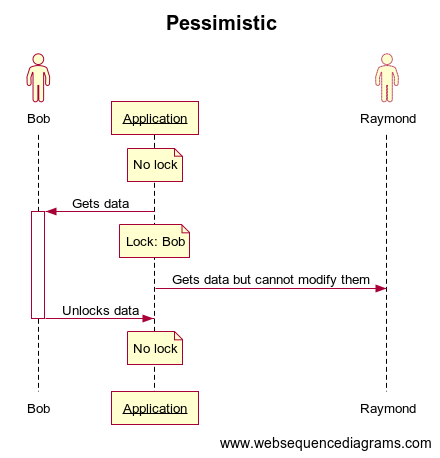 Pessimistic
Bob
Application
Raymond
No lock
Gets data
Lock: Bob
Gets data but cannot modify them
Unlocks data
No lock
Bob
Application
Raymond
www.websequencediagrams.com